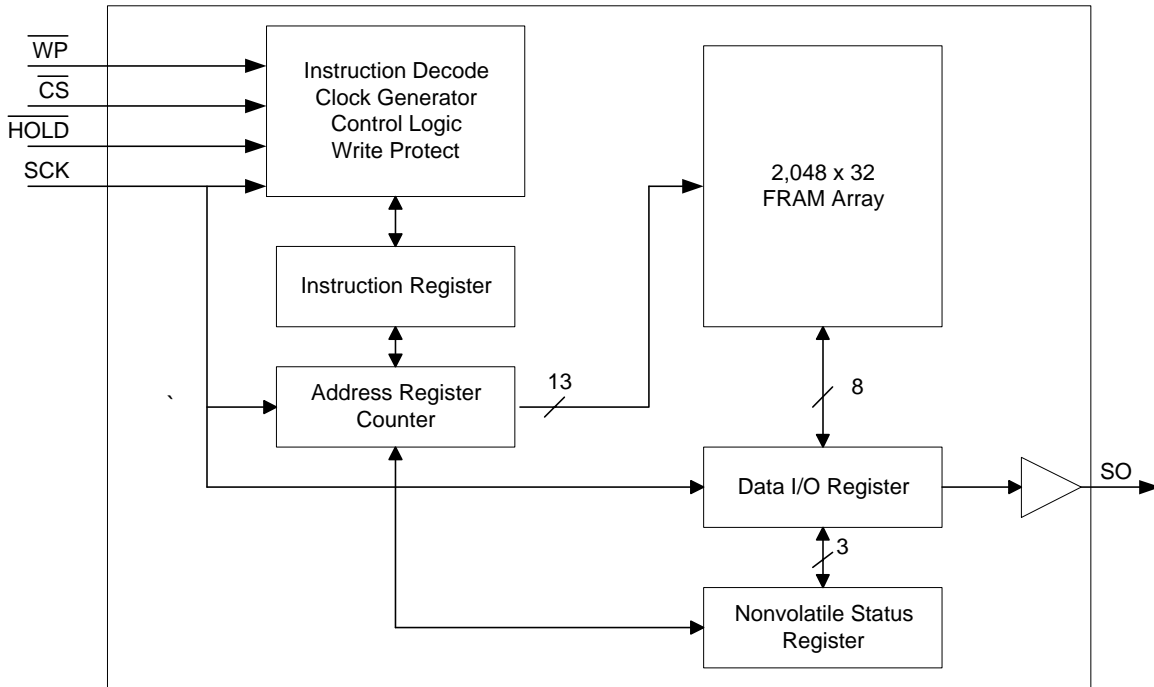 WP
CS
HOLD
SCK
Instruction Decode
Clock Generator
Control Logic
Write Protect
2,048 x 32
FRAM Array
Instruction Register
Address Register
Counter
13
`
8
Data I/O Register
SO
3
Nonvolatile Status
Register